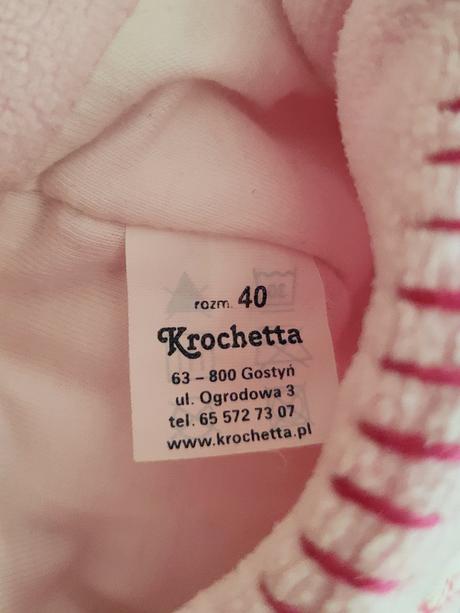 rozm. 40
Krochetta
63 – 800 Gostyń
ul. Ogrodowa 3
tel. 65 572 73 07
www.krochetta.pl